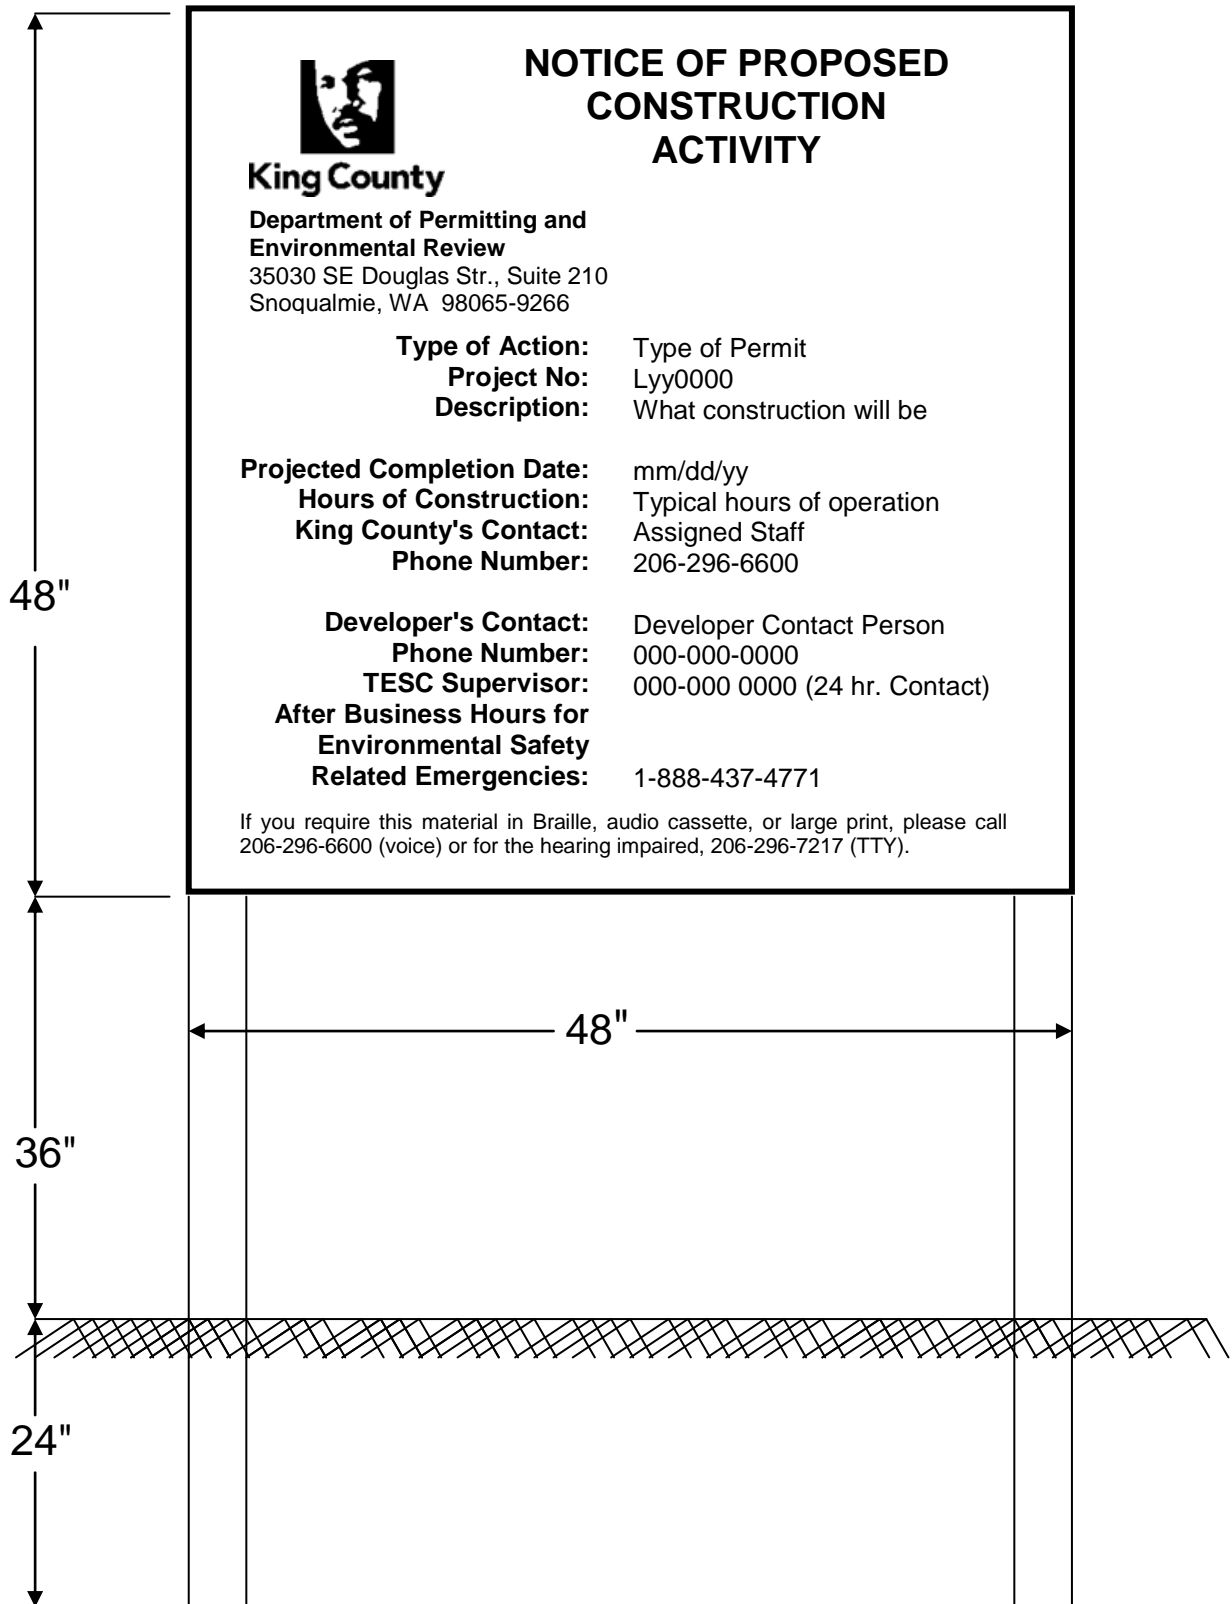 NOTICE OF PROPOSED
CONSTRUCTION
ACTIVITY
King County
Department of Permitting and
Environmental Review
35030 SE Douglas Str., Suite 210
Snoqualmie, WA 98065-9266
Type of Action: Type of Permit
Project No: Lyy0000
Description: What construction will be
Projected Completion Date: mm/dd/yy
Hours of Construction: Typical hours of operation
King County's Contact: Assigned Staff
Phone Number: 206-296-6600
Developer's Contact: Developer Contact Person
Phone Number: 000-000-0000
TESC Supervisor: 000-000 0000 (24 hr. Contact)
After Business Hours for
Environmental Safety
Related Emergencies: 1-888-437-4771
If you require this material in Braille, audio cassette, or large print, please call
206-296-6600 (voice) or for the hearing impaired, 206-296-7217 (TTY).
48"
48"
36"
24"